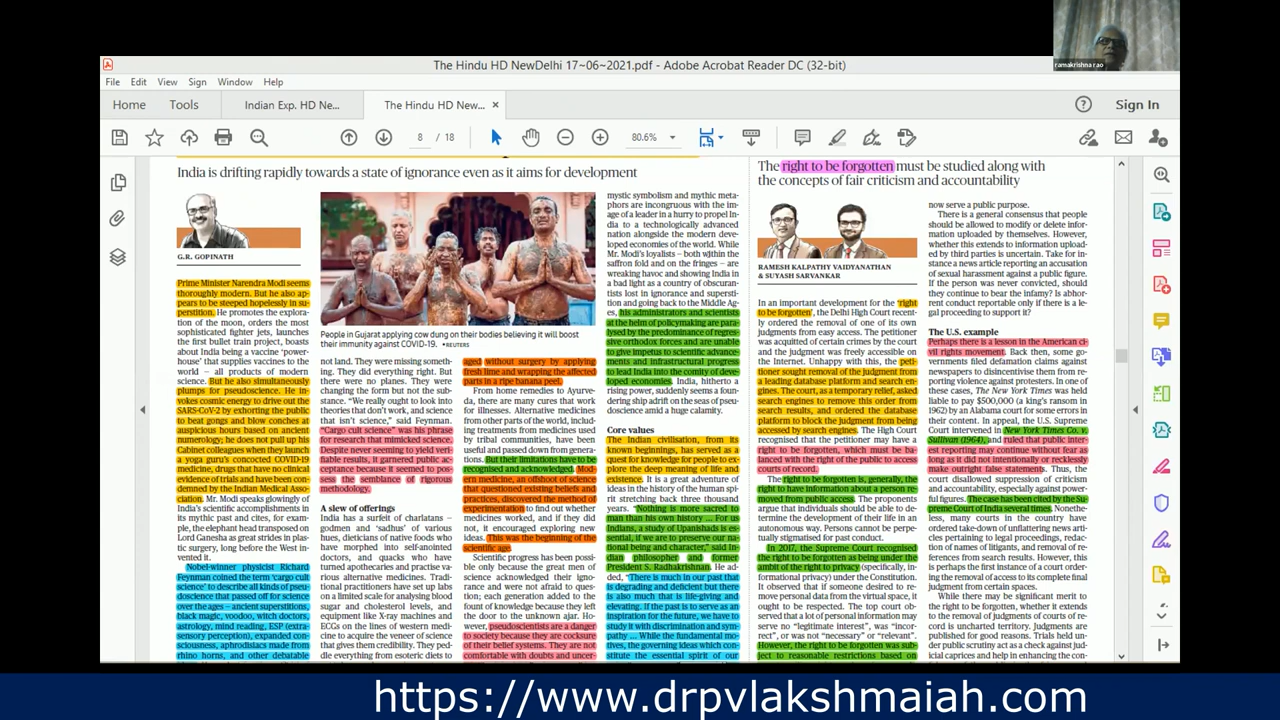 ramakrishna rao
The Hindu HD NewDelhi 17~06~2021.pdf - Adobe Acrobat Reader DC (32-bit)
File Edit View Sign Window Help
Home Tools Indian Exp. HD Ne... The Hindu HD New... × Sign In
8 / 18 80.6%
India is drifting rapidly towards a state of ignorance even as it aims for development
G.R. GOPINATH
Prime Minister Narendra Modi seems
thoroughly modern. But he also ap-
pears to be steeped hopelessly in su-
perstition. He promotes the explora-
tion of the moon, orders the most
sophisticated fighter jets, launches
the first bullet train project, boasts
about India being a vaccine 'power-
house' that supplies vaccines to the
world – all products of modern
science. But he also simultaneously
plumps for pseudoscience. He in-
vokes cosmic energy to drive out the
SARS-CoV-2 by exhorting the public
to beat gongs and blow conches at
auspicious hours based on ancient
numerology; he does not pull up his
Cabinet colleagues when they launch
a yoga guru's concocted COVID-19
medicine, drugs that have no clinical
evidence of trials and have been con-
demned by the Indian Medical Asso-
ciation. Mr. Modi speaks glowingly of
India's scientific accomplishments in
its mythic past and cites, for exam-
ple, the elephant head transposed on
Lord Ganesha as great strides in plas-
tic surgery, long before the West in-
vented it.
Nobel-winner physicist Richard
Feynman coined the term 'cargo cult
science' to describe all kinds of pseu-
doscience that passed off for science
over the ages – ancient superstitions,
black magic, voodoo, witch doctors,
astrology, mind reading, ESP (extra-
sensory perception), expanded con-
sciousness, aphrodisiacs made from
rhino horns, and other debatable
People in Gujarat applying cow dung on their bodies believing it will boost
their immunity against COVID-19. • REUTERS
not land. They were missing someth-
ing. They did everything right. But
there were no planes. They were
changing the form but not the sub-
stance. "We really ought to look into
theories that don't work, and science
that isn't science," said Feynman.
"Cargo cult science" was his phrase
for research that mimicked science.
Despite never seeming to yield veri-
fiable results, it garnered public ac-
ceptance because it seemed to pos-
sess the semblance of rigorous
methodology.
A slew of offerings
India has a surfeit of charlatans –
godmen and 'sadhus' of various
hues, dieticians of native foods who
have morphed into self-anointed
doctors, and quacks who have
turned apothecaries and practise va-
rious alternative medicines. Tradi-
tional practitioners have set up labs
on a limited scale for analysing blood
sugar and cholesterol levels, and
equipment like X-ray machines and
ECGs on the lines of western medi-
cine to acquire the veneer of science
that gives them credibility. They ped-
dle everything from esoteric diets to
aged without surgery by applying
fresh lime and wrapping the affected
parts in a ripe banana peel.
From home remedies to Ayurve-
da, there are many cures that work
for illnesses. Alternative medicines
from other parts of the world, includ-
ing traditional medicines used by
tribal communities, have been
useful and passed down from genera-
tions. But their limitations have to be
recognised and acknowledged. Mod-
ern medicine, an offshoot of science
that questioned existing beliefs and
practices, discovered the method of
experimentation to find out whether
medicines worked, and if they did
not, it encouraged exploring new
ideas. This was the beginning of the
scientific age.
Scientific progress has been possi-
ble only because the great men of
science acknowledged their ignor-
ance and were not afraid to ques-
tion; each generation added to the
fount of knowledge because they left
the door to the unknown ajar. Ho-
wever, pseudoscientists are a danger
to society because they are cocksure
of their belief systems. They are not
comfortable with doubts and uncer-
mystic symbolism and mythic meta-
phors are incongruous with the im-
age of a leader in a hurry to propel In-
dia to a technologically advanced
nation alongside the modern deve-
loped economies of the world. While
Mr. Modi's loyalists – both within the
saffron fold and on the fringes – are
wreaking havoc and showing India in
a bad light as a country of obscuran-
tists lost in ignorance and supersti-
tion and going back to the Middle Ag-
es, his administrators and scientists
at the helm of policymaking are para-
lysed by the predominance of regres-
sive orthodox forces and are unable
to give impetus to scientific advance-
ments and infrastructural progress
to lead India into the comity of deve-
loped economies. India, hitherto a
rising power, suddenly seems a foun-
dering ship adrift on the seas of pseu-
doscience amid a huge calamity.
Core values
The Indian civilisation, from its
known beginnings, has served as a
quest for knowledge for people to ex-
plore the deep meaning of life and
existence. It is a great adventure of
ideas in the history of the human spi-
rit stretching back three thousand
years. "Nothing is more sacred to
man than his own history ... For us
Indians, a study of Upanishads is es-
sential, if we are to preserve our na-
tional being and character," said In-
dian philosopher and former
President S. Radhakrishnan. He ad-
ded, "There is much in our past that
is degrading and deficient but there
is also much that is life-giving and
elevating. If the past is to serve as an
inspiration for the future, we have to
study it with discrimination and sym-
pathy ... While the fundamental mo-
tives, the governing ideas which con-
stitute the essential spirit of our
The right to be forgotten must be studied along with
the concepts of fair criticism and accountability
RAMESH KALPATHY VAIDYANATHAN
& SUYASH SARVANKAR
In an important development for the 'right
to be forgotten', the Delhi High Court recent-
ly ordered the removal of one of its own
judgments from easy access. The petitioner
was acquitted of certain crimes by the court
and the judgment was freely accessible on
the Internet. Unhappy with this, the peti-
tioner sought removal of the judgment from
a leading database platform and search en-
gines. The court, as a temporary relief, asked
search engines to remove this order from
search results, and ordered the database
platform to block the judgment from being
accessed by search engines. The High Court
recognised that the petitioner may have a
right to be forgotten, which must be ba-
lanced with the right of the public to access
courts of record.
The right to be forgotten is, generally, the
right to have information about a person re-
moved from public access. The proponents
argue that individuals should be able to de-
termine the development of their life in an
autonomous way. Persons cannot be perpe-
tually stigmatised for past conduct.
In 2017, the Supreme Court recognised
the right to be forgotten as being under the
ambit of the right to privacy (specifically, in-
formational privacy) under the Constitution.
It observed that if someone desired to re-
move personal data from the virtual space, it
ought to be respected. The top court ob-
served that a lot of personal information may
serve no "legitimate interest", was "incor-
rect", or was not "necessary" or "relevant".
However, the right to be forgotten was sub-
ject to reasonable restrictions based on
now serve a public purpose.
There is a general consensus that people
should be allowed to modify or delete infor-
mation uploaded by themselves. However,
whether this extends to information upload-
ed by third parties is uncertain. Take for in-
stance a news article reporting an accusation
of sexual harassment against a public figure.
If the person was never convicted, should
they continue to bear the infamy? Is abhor-
rent conduct reportable only if there is a le-
gal proceeding to support it?
The U.S. example
Perhaps there is a lesson in the American ci-
vil rights movement. Back then, some go-
vernments filed defamation claims against
newspapers to disincentivise them from re-
porting violence against protesters. In one of
these cases, The New York Times was held
liable to pay $500,000 (a king's ransom in
1962) by an Alabama court for some errors in
their content. In appeal, the U.S. Supreme
Court intervened in New York Times Co. v.
Sullivan (1964), and ruled that public inter-
est reporting may continue without fear as
long as it did not intentionally or recklessly
make outright false statements. Thus, the
court disallowed suppression of criticism
and accountability, especially against power-
ful figures. The case has been cited by the Su-
preme Court of India several times. Nonethe-
less, many courts in the country have
ordered take-down of unflattering news arti-
cles pertaining to legal proceedings, redac-
tion of names of litigants, and removal of re-
ferences from search results. However, this
is perhaps the first instance of a court order-
ing the removal of access to its complete final
judgment from certain spaces.
While there may be significant merit to
the right to be forgotten, whether it extends
to the removal of judgments of courts of re-
cord is uncharted territory. Judgments are
published for good reasons. Trials held un-
der public scrutiny act as a check against judi-
cial caprices and help in enhancing the con-
https://www.drpvlakshmaiah.com